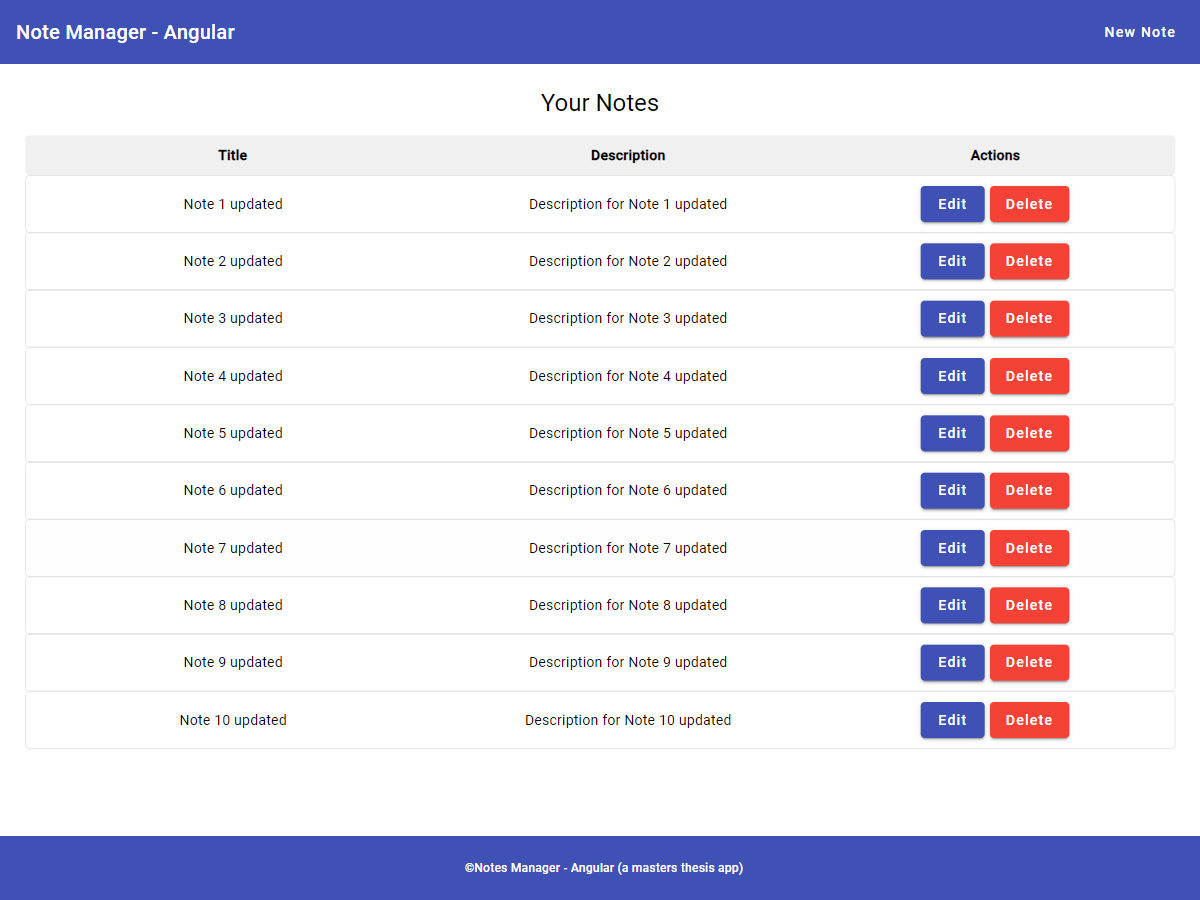 Note Manager - Angular New Note
Your Notes
Title Description Actions
Note 1 updated Description for Note 1 updated Edit Delete
Note 2 updated Description for Note 2 updated Edit Delete
Note 3 updated Description for Note 3 updated Edit Delete
Note 4 updated Description for Note 4 updated Edit Delete
Note 5 updated Description for Note 5 updated Edit Delete
Note 6 updated Description for Note 6 updated Edit Delete
Note 7 updated Description for Note 7 updated Edit Delete
Note 8 updated Description for Note 8 updated Edit Delete
Note 9 updated Description for Note 9 updated Edit Delete
Note 10 updated Description for Note 10 updated Edit Delete
©Notes Manager - Angular (a masters thesis app)